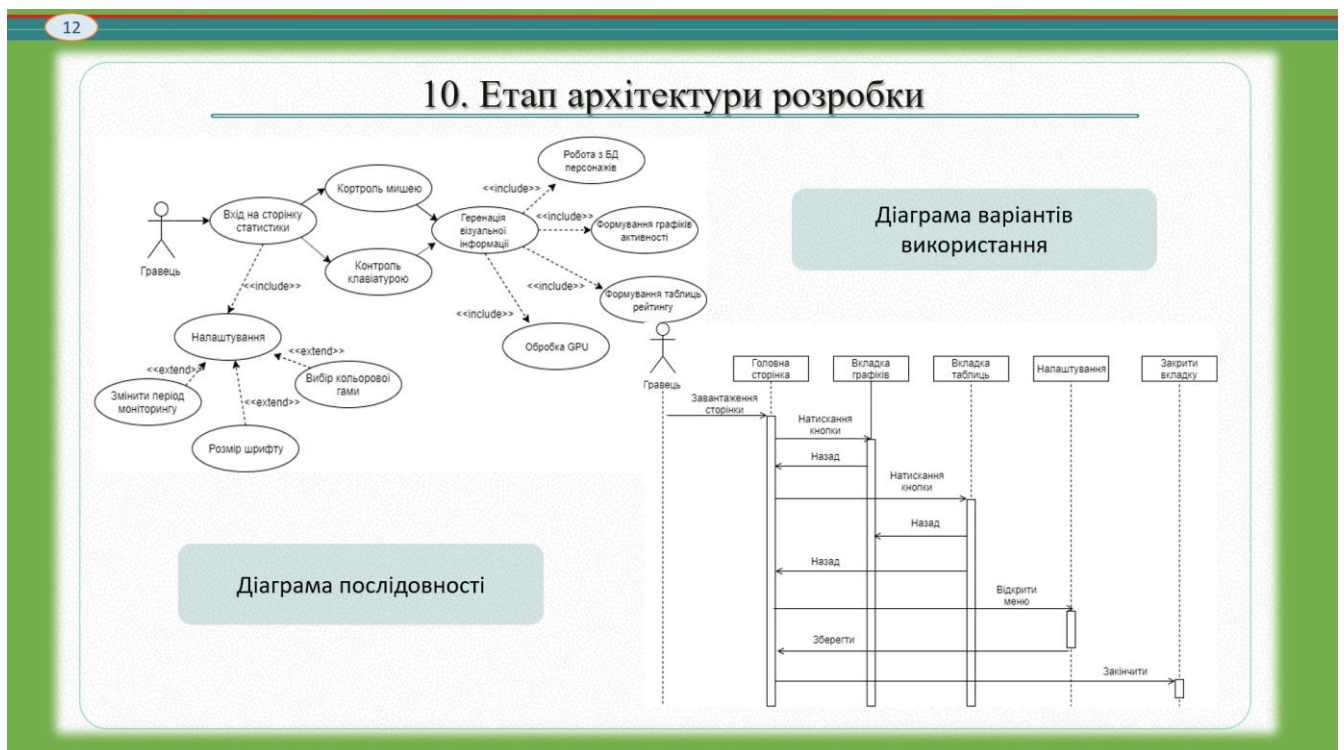 12
10. Етап архітектури розробки
Робота з БД
персонажів
<<include>>
Кортроль мишею
Вхід на сторінку
статистики
Геренація
візуальної
інформації
<<include>>
Формування графіків
активності
Гравець
Контроль
клавіатурою
<<include>>
<<include>>
Формування таблиць
рейтингу
<<include>>
Обробка GPU
Налаштування
<<extend>>
<<extend>>
Вибір кольорової
гами
Змінити період
моніторингу
<<extend>>
Розмір шрифту
Діаграма варіантів
використання
Гравець
Головна
сторінка
Вкладка
графіків
Вкладка
таблиць
Налаштування
Закрити
вкладку
Завантаження
сторінки
Натискання
кнопки
Назад
Натискання
кнопки
Назад
Назад
Відкрити
меню
Зберегти
Закінчити
Діаграма послідовності